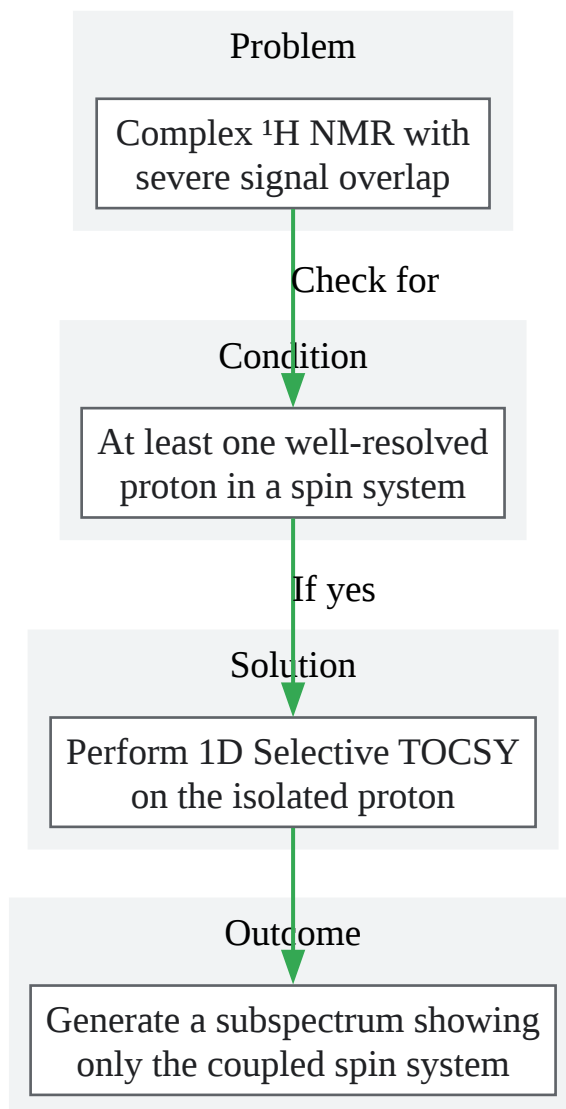 Problem
Complex ¹H NMR with
severe signal overlap
Check for
Condition
At least one well-resolved
proton in a spin system
If yes
Solution
Perform 1D Selective TOCSY
on the isolated proton
Outcome
Generate a subspectrum showing
only the coupled spin system